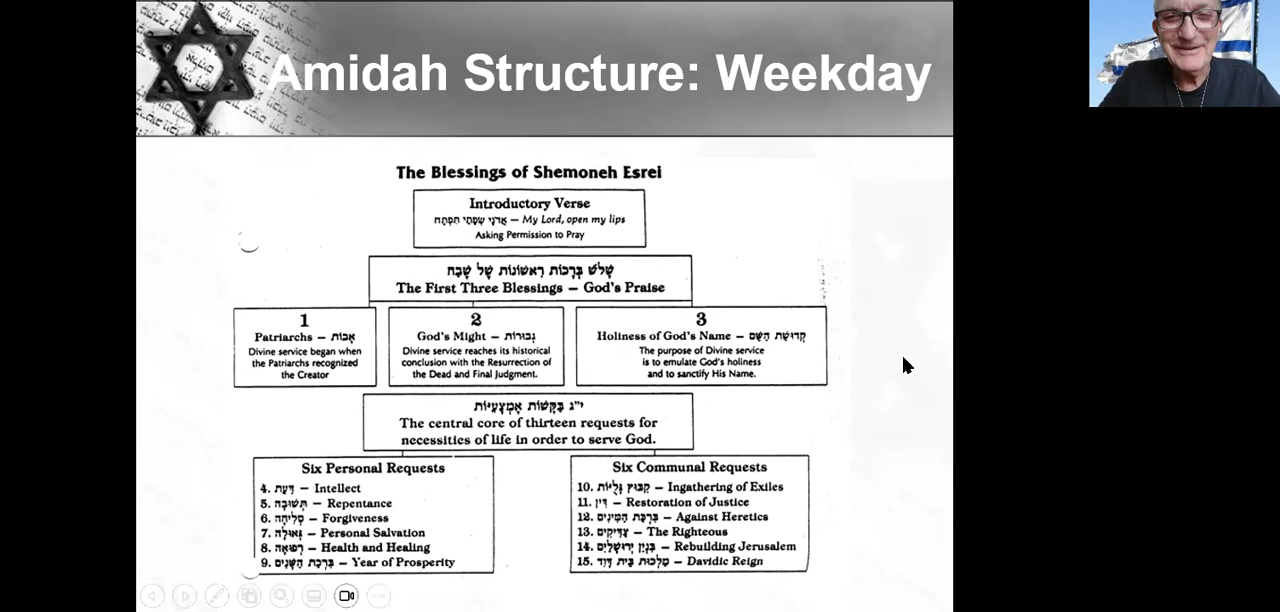 Amidah Structure: Weekday
The Blessings of Shemoneh Esrei
Introductory Verse
אֲדֹנָי שְׂפָתַי תִּפְתָּח – My Lord, open my lips
Asking Permission to Pray
שָׁלֹשׁ בְּרָכוֹת רִאשׁוֹנוֹת שֶׁל שֶׁבַח
The First Three Blessings – God's Praise
1
Patriarchs – אָבוֹת
Divine service began when
the Patriarchs recognized
the Creator
2
God's Might – גְּבוּרוֹת
Divine service reaches its historical
conclusion with the Resurrection of
the Dead and Final Judgment.
3
Holiness of God's Name – קְדוּשַׁת הַשֵּׁם
The purpose of Divine service
is to emulate God's holiness
and to sanctify His Name.
י"ג בַּקָּשׁוֹת אֶמְצָעִיּוֹת
The central core of thirteen requests for
necessities of life in order to serve God.
Six Personal Requests
4. דַּעַת – Intellect
5. תְּשׁוּבָה – Repentance
6. סְלִיחָה – Forgiveness
7. גְּאוּלָה – Personal Salvation
8. רְפוּאָה – Health and Healing
9. בִּרְכַּת הַשָּׁנִים – Year of Prosperity
Six Communal Requests
10. קִבּוּץ גָּלֻיּוֹת – Ingathering of Exiles
11. דִּין – Restoration of Justice
12. בִּרְכַּת הַמִּינִים – Against Heretics
13. צַדִּיקִים – The Righteous
14. בִּנְיַן יְרוּשָׁלַיִם – Rebuilding Jerusalem
15. מַלְכוּת בֵּית דָּוִד – Davidic Reign